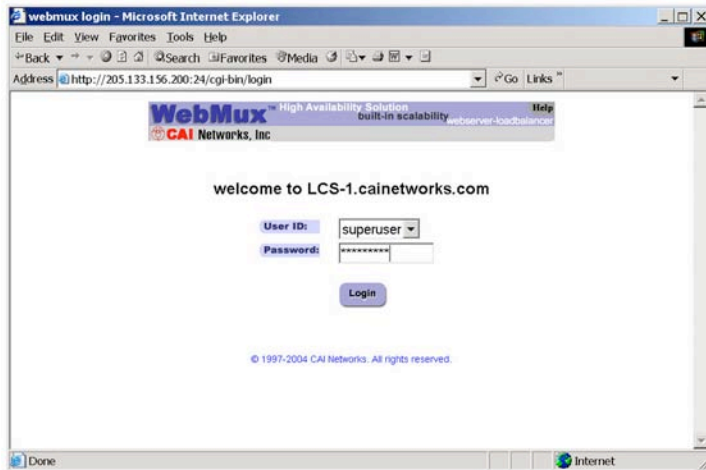 webmux login - Microsoft Internet Explorer
File Edit View Favorites Tools Help
Back Search Favorites Media
Address http://205.133.156.200:24/cgi-bin/login Go Links »
WebMux™ High Availability Solution Help
built-in scalability
webserver-loadbalancer
CAI Networks, Inc
welcome to LCS-1.cainetworks.com
User ID: superuser
Password: *********
Login
© 1997-2004 CAI Networks. All rights reserved.
Done Internet